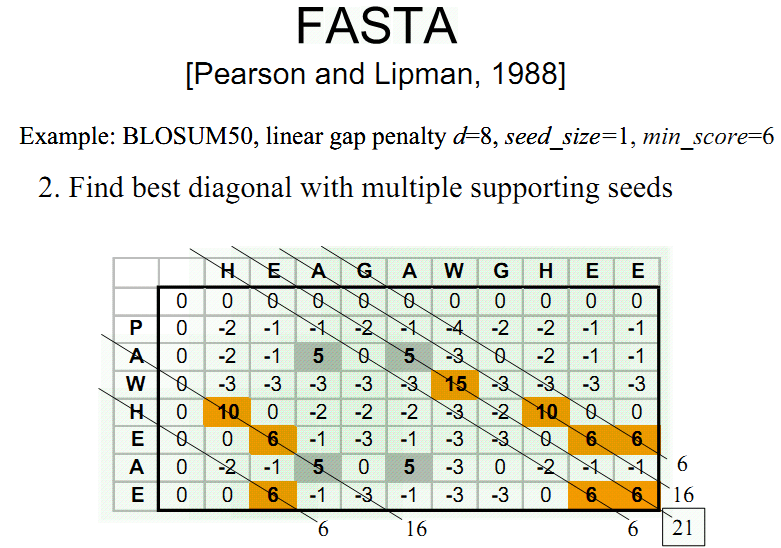 FASTA
[Pearson and Lipman, 1988]
Example: BLOSUM50, linear gap penalty d=8, seed_size=1, min_score=6
2. Find best diagonal with multiple supporting seeds
H E A G A W G H E E
0 0 0 0 0 0 0 0 0 0 0
P 0 -2 -1 -1 -2 -1 -4 -2 -2 -1 -1
A 0 -2 -1 5 0 5 -3 0 -2 -1 -1
W 0 -3 -3 -3 -3 -3 15 -3 -3 -3 -3
H 0 10 0 -2 -2 -2 -3 -2 10 0 0
E 0 0 6 -1 -3 -1 -3 -3 0 6 6
A 0 -2 -1 5 0 5 -3 0 -2 -1 -1
E 0 0 6 -1 -3 -1 -3 -3 0 6 6
6
16
6 16 6 21